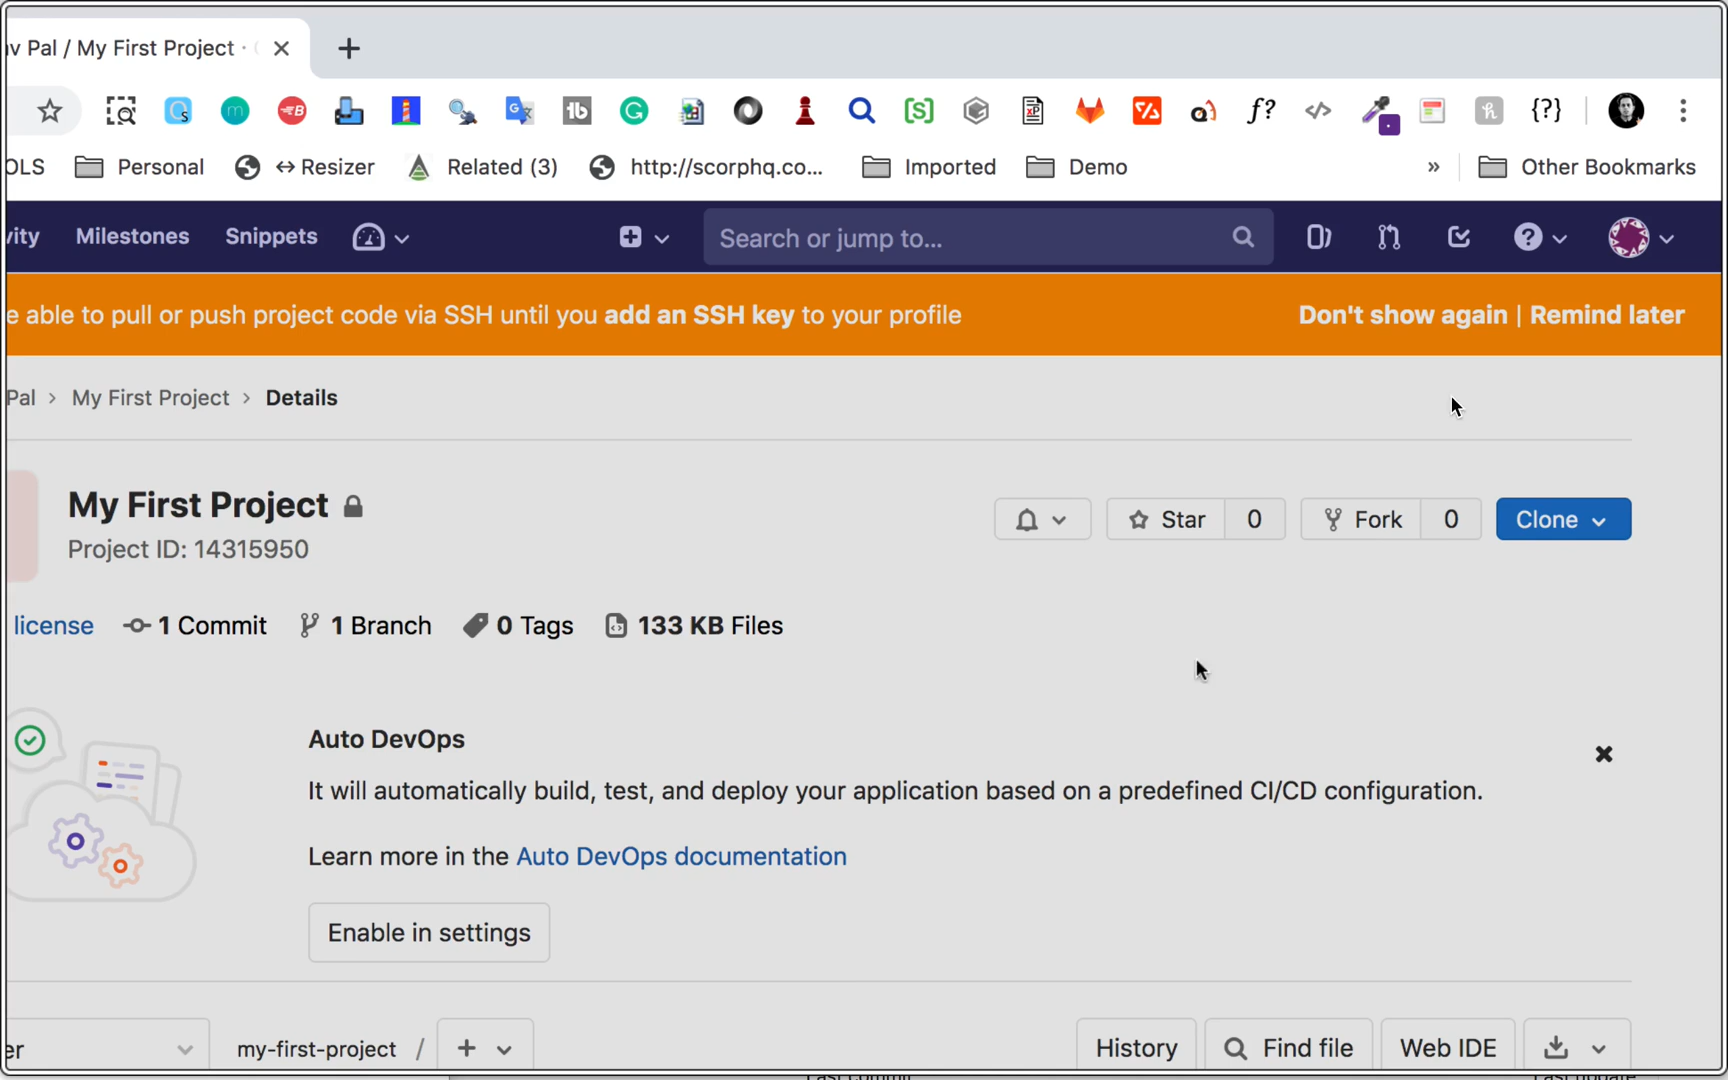 v Pal / My First Project ·
OLS Personal ↔ Resizer Related (3) http://scorphq.co... Imported Demo » Other Bookmarks
vity Milestones Snippets Search or jump to...
e able to pull or push project code via SSH until you add an SSH key to your profile Don't show again | Remind later
Pal › My First Project › Details
My First Project
Project ID: 14315950
Star 0 Fork 0 Clone
license 1 Commit 1 Branch 0 Tags 133 KB Files
Auto DevOps
It will automatically build, test, and deploy your application based on a predefined CI/CD configuration.
Learn more in the Auto DevOps documentation
Enable in settings
er my-first-project / + History Find file Web IDE